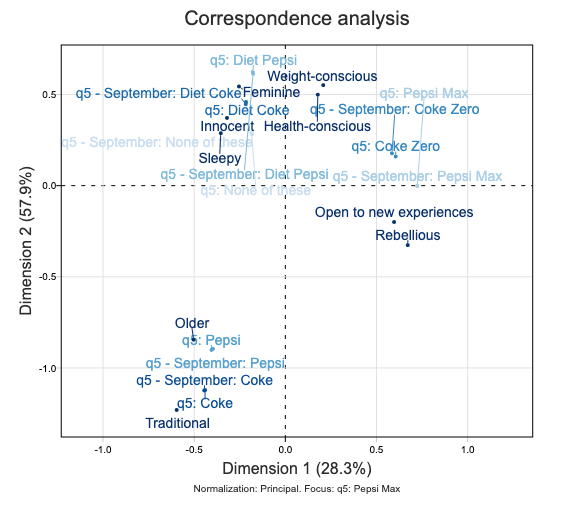 Correspondence analysis
q5: Diet Pepsi
Weight-conscious
q5 - September: Diet Coke
Feminine
q5: Pepsi Max
q5: Diet Coke
q5 - September: Coke Zero
Innocent
Health-conscious
q5 - September: None of these
q5: Coke Zero
Sleepy
q5 - September: Diet Pepsi
q5 - September: Pepsi Max
q5: None of these
Open to new experiences
Rebellious
Older
q5: Pepsi
q5 - September: Pepsi
q5 - September: Coke
q5: Coke
Traditional
0.5
0.0
-0.5
-1.0
Dimension 2 (57.9%)
-1.0 -0.5 0.0 0.5 1.0
Dimension 1 (28.3%)
Normalization: Principal. Focus: q5: Pepsi Max